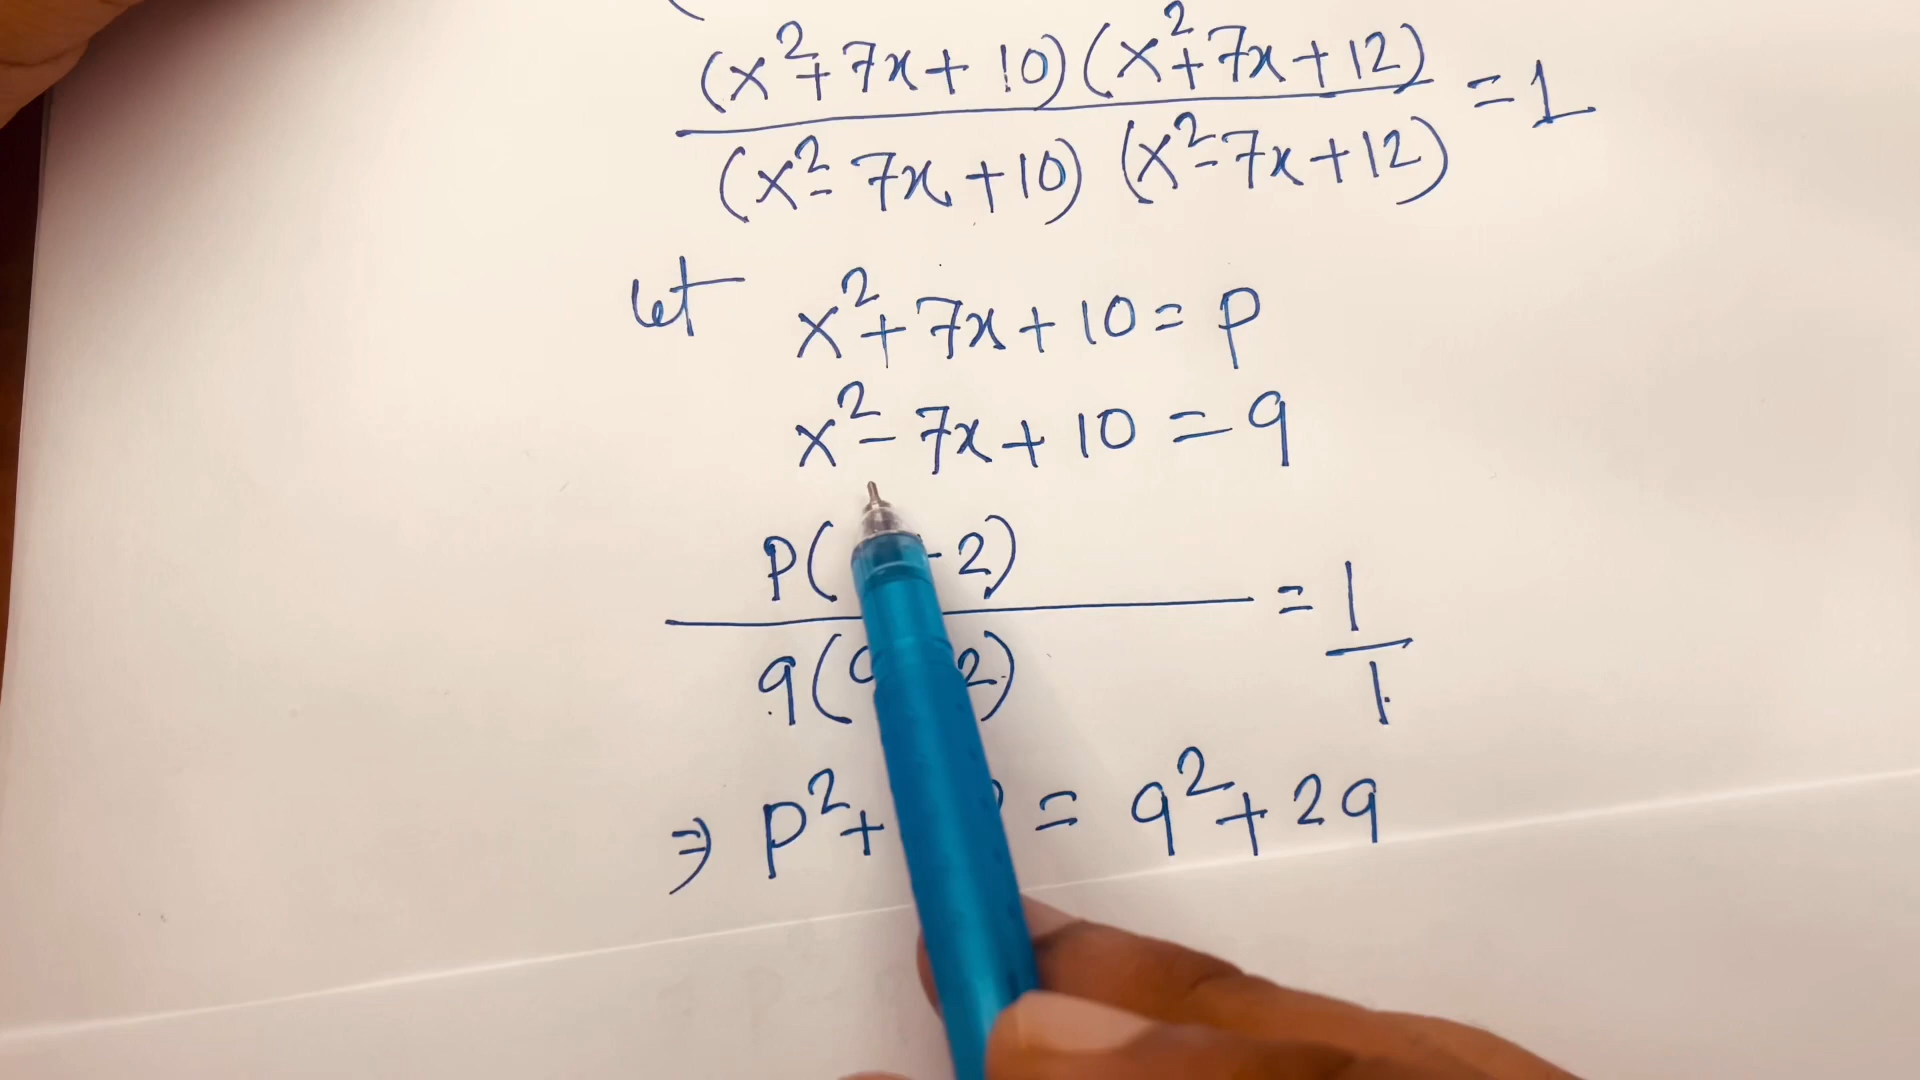 (x²+7x+10)(x²+7x+12)
= 1
(x²-7x+10) (x²-7x+12)
let x²+7x+10 = p
x²-7x+10 = q
p( -2)
= 1
q( 2)
1
⇒ p²+ = q²+2q